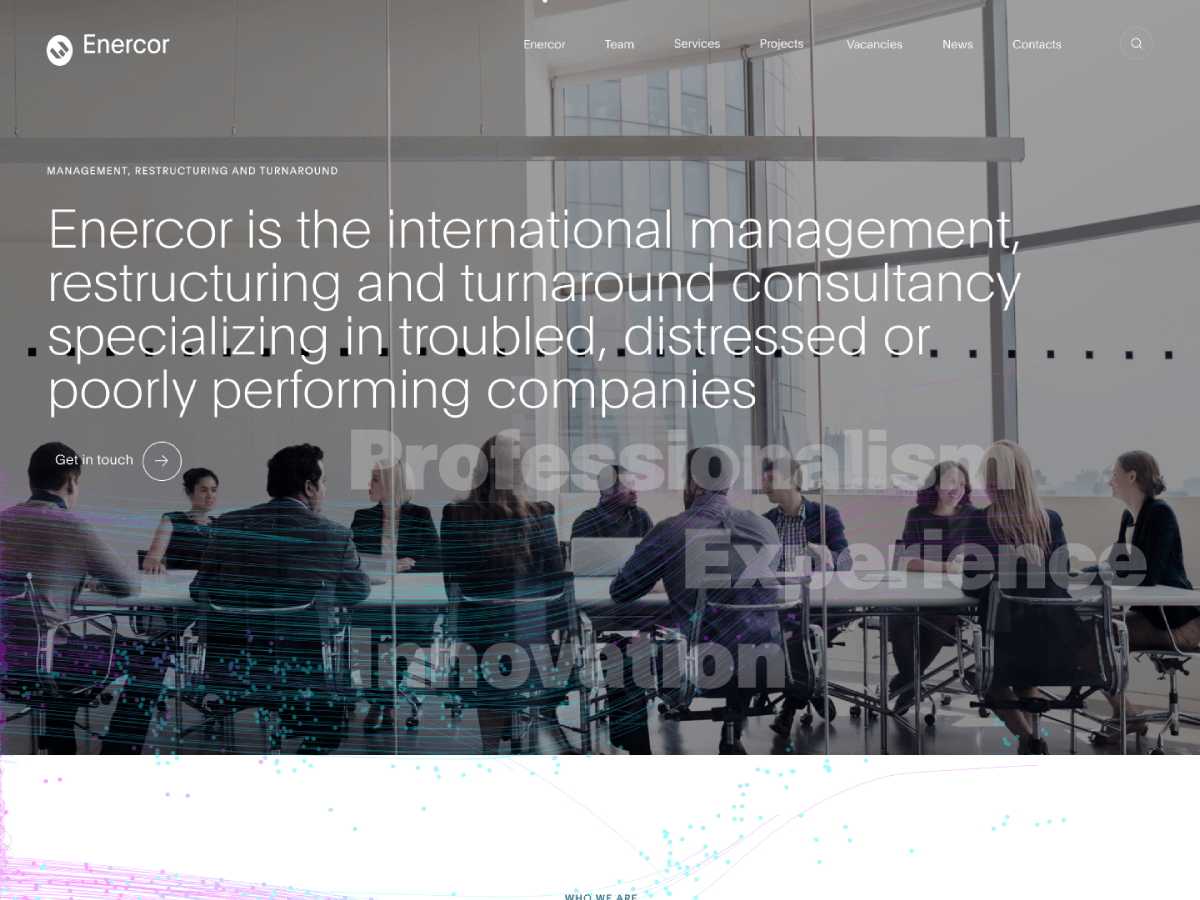 Enercor
Enercor
Team
Services
Projects
Vacancies
News
Contacts
MANAGEMENT, RESTRUCTURING AND TURNAROUND
Enercor is the international management,
restructuring and turnaround consultancy
specializing in troubled, distressed or
poorly performing companies
Get in touch
Professionalism
Experience
Innovation
WHO WE ARE